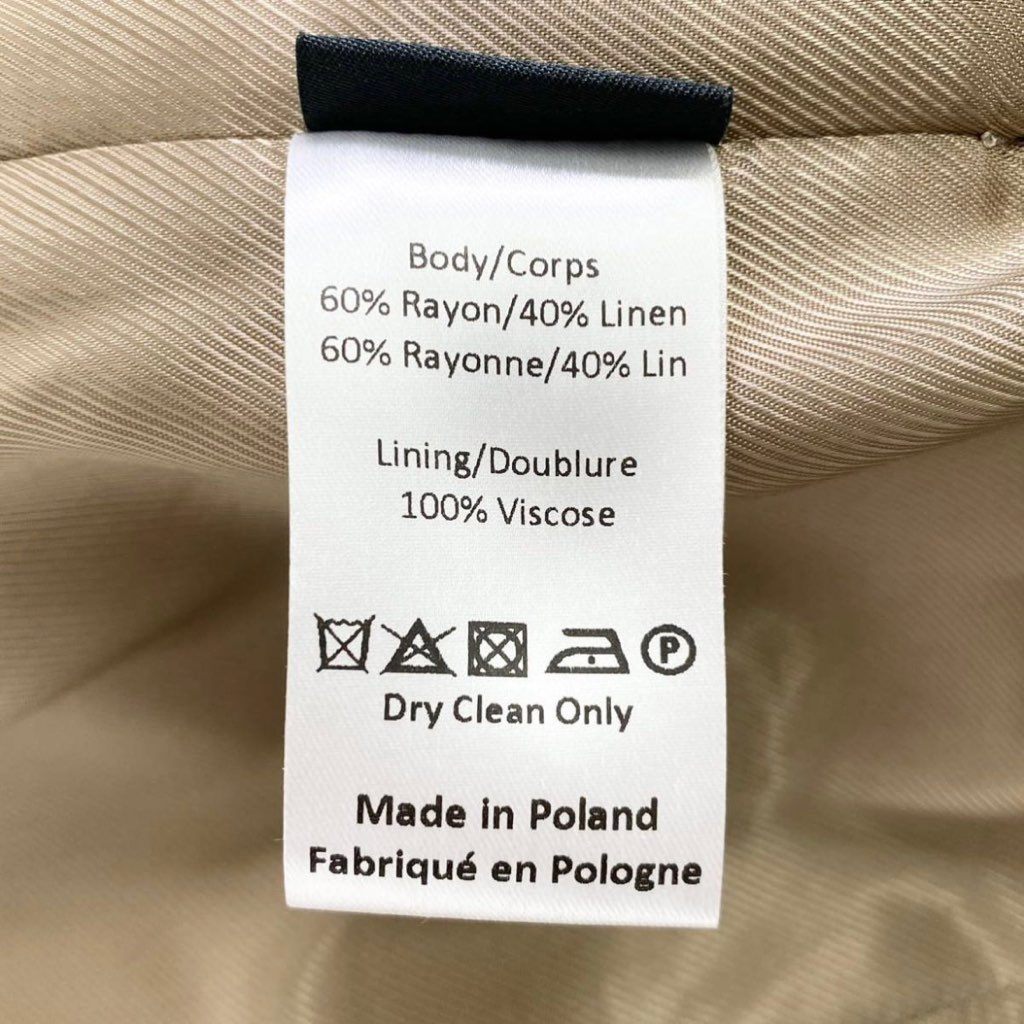 Body/Corps
60% Rayon/40% Linen
60% Rayonne/40% Lin
Lining/Doublure
100% Viscose
P
Dry Clean Only
Made in Poland
Fabriqué en Pologne